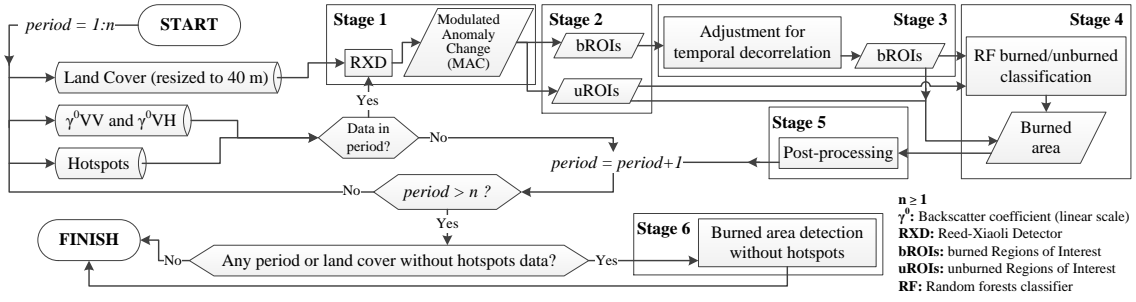 period = 1:n
START
Stage 1
Modulated
Anomaly
Change
(MAC)
RXD
Stage 2
bROIs
uROIs
Stage 3
Adjustment for
temporal decorrelation
bROIs
Stage 4
RF burned/unburned
classification
Burned
area
Land Cover (resized to 40 m)
Yes
γ⁰VV and γ⁰VH
Hotspots
Data in
period?
No
period = period+1
Stage 5
Post-processing
No
period > n ?
Yes
FINISH
No
Any period or land cover without hotspots data?
Yes
Stage 6
Burned area detection
without hotspots
n ≥ 1
γ⁰: Backscatter coefficient (linear scale)
RXD: Reed-Xiaoli Detector
bROIs: burned Regions of Interest
uROIs: unburned Regions of Interest
RF: Random forests classifier